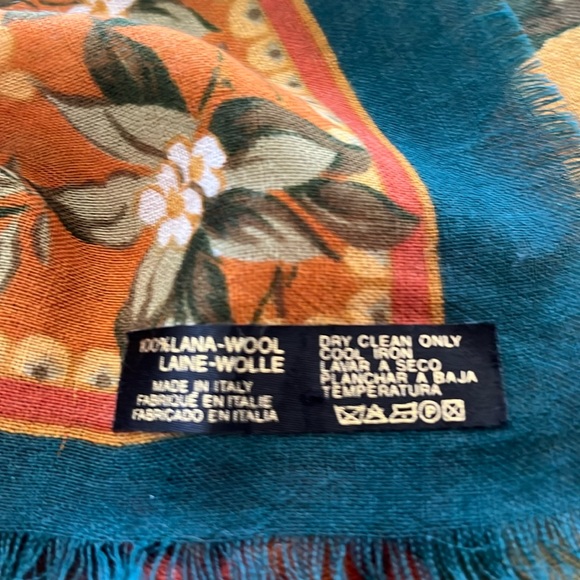 100% LANA-WOOL
LAINE-WOLLE
MADE IN ITALY
FABRIQUÉ EN ITALIE
FABRICADO EN ITALIA
DRY CLEAN ONLY
COOL IRON
LAVAR A SECO
PLANCHAR A BAJA
TEMPERATURA
P